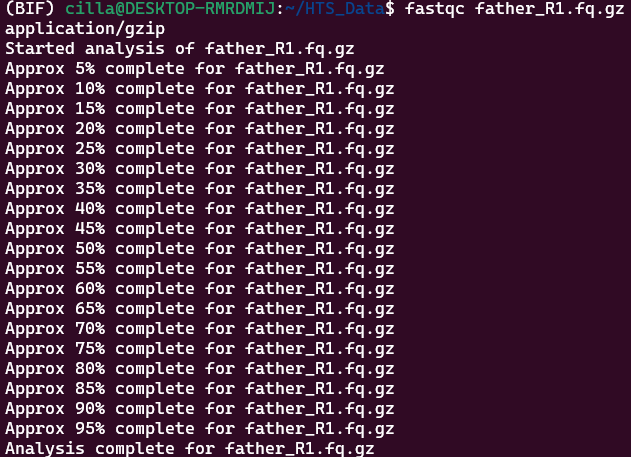 (BIF) cilla@DESKTOP-RMRDMIJ:~/HTS_Data$ fastqc father_R1.fq.gz
application/gzip
Started analysis of father_R1.fq.gz
Approx 5% complete for father_R1.fq.gz
Approx 10% complete for father_R1.fq.gz
Approx 15% complete for father_R1.fq.gz
Approx 20% complete for father_R1.fq.gz
Approx 25% complete for father_R1.fq.gz
Approx 30% complete for father_R1.fq.gz
Approx 35% complete for father_R1.fq.gz
Approx 40% complete for father_R1.fq.gz
Approx 45% complete for father_R1.fq.gz
Approx 50% complete for father_R1.fq.gz
Approx 55% complete for father_R1.fq.gz
Approx 60% complete for father_R1.fq.gz
Approx 65% complete for father_R1.fq.gz
Approx 70% complete for father_R1.fq.gz
Approx 75% complete for father_R1.fq.gz
Approx 80% complete for father_R1.fq.gz
Approx 85% complete for father_R1.fq.gz
Approx 90% complete for father_R1.fq.gz
Approx 95% complete for father_R1.fq.gz
Analysis complete for father_R1.fq.gz